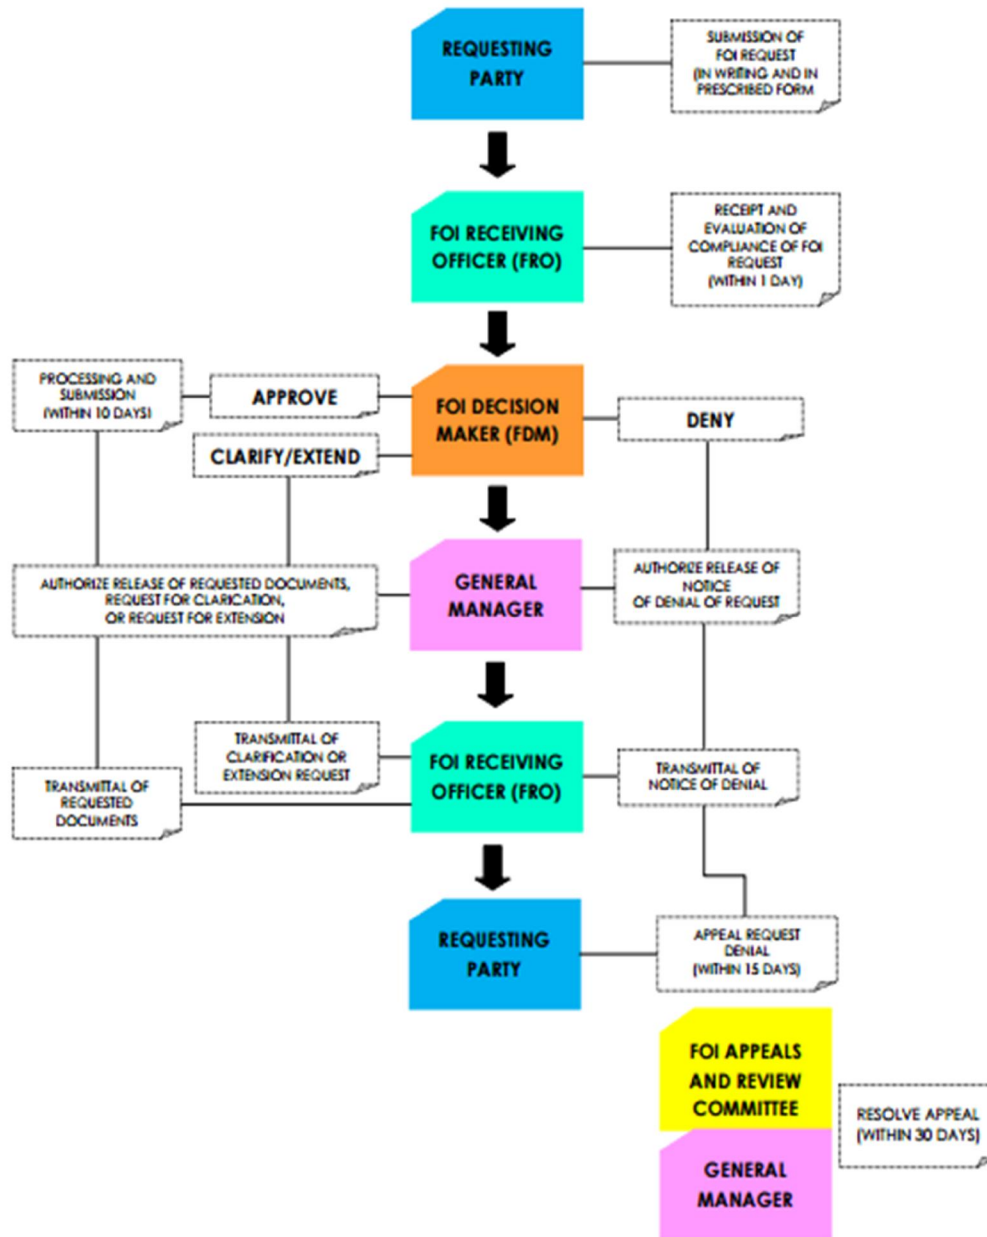 REQUESTING
PARTY
SUBMISSION OF
FOI REQUEST
(IN WRITING AND IN
PRESCRIBED FORM
FOI RECEIVING
OFFICER (FRO)
RECEIPT AND
EVALUATION OF
COMPLIANCE OF FOI
REQUEST
(WITHIN 1 DAY)
PROCESSING AND
SUBMISSION
(WITHIN 10 DAYS)
APPROVE
CLARIFY/EXTEND
FOI DECISION
MAKER (FDM)
DENY
AUTHORIZE RELEASE OF REQUESTED DOCUMENTS,
REQUEST FOR CLARICATION,
OR REQUEST FOR EXTENSION
GENERAL
MANAGER
AUTHORIZE RELEASE OF
NOTICE
OF DENIAL OF REQUEST
TRANSMITTAL OF
CLARIFICATION OR
EXTENSION REQUEST
TRANSMITTAL OF
REQUESTED
DOCUMENTS
FOI RECEIVING
OFFICER (FRO)
TRANSMITTAL OF
NOTICE OF DENIAL
REQUESTING
PARTY
APPEAL REQUEST
DENIAL
(WITHIN 15 DAYS)
FOI APPEALS
AND REVIEW
COMMITTEE
RESOLVE APPEAL
(WITHIN 30 DAYS)
GENERAL
MANAGER